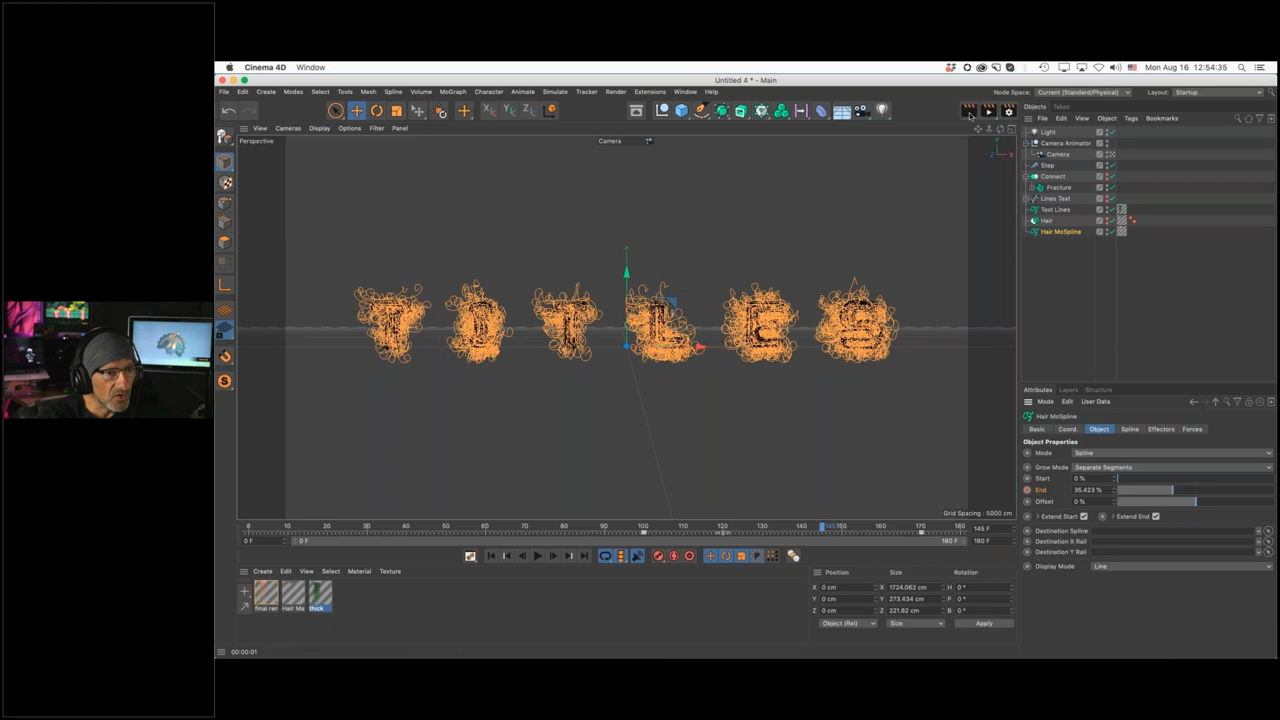 Cinema 4D Window
Mon Aug 16 12:54:35
Untitled 4 * - Main
File Edit Create Modes Select Tools Mesh Spline Volume MoGraph Character Animate Simulate Tracker Render Extensions Window Help
Node Space: Current (Standard/Physical) Layout: Startup
X Y Z
Objects Takes
View Cameras Display Options Filter Panel
File Edit View Object Tags Bookmarks
Perspective
Camera
Light
Camera Animator
Camera
Step
Connect
Fracture
Lines Text
Text Lines
Hair
Hair MoSpline
Attributes Layers Structure
Mode Edit User Data
Hair MoSpline
Basic Coord. Object Spline Effectors Forces
Object Properties
Mode Spline
Grow Mode Separate Segments
Start 0 %
End 35.423 %
Offset 0 %
Extend Start Extend End
Destination Spline
Destination X Rail
Destination Y Rail
Display Mode Line
Grid Spacing : 5000 cm
0 10 20 30 40 50 60 70 80 90 100 110 120 130 145 160 170 180 145 F
0 F 0 F 180 F 180 F
Create Edit View Select Material Texture
final ren Hair Ma thick
Position Size Rotation
X 0 cm X 1724.062 cm H 0 °
Y 0 cm Y 273.434 cm P 0 °
Z 0 cm Z 221.82 cm B 0 °
Object (Rel) Size Apply
00:00:01